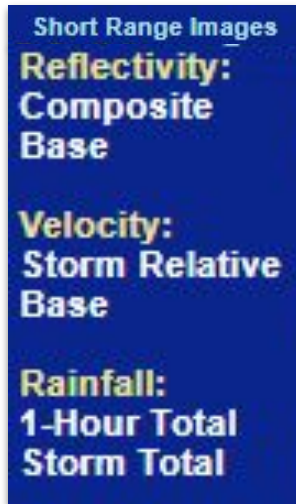 Short Range Images
Reflectivity:
Composite
Base
Velocity:
Storm Relative
Base
Rainfall:
1-Hour Total
Storm Total